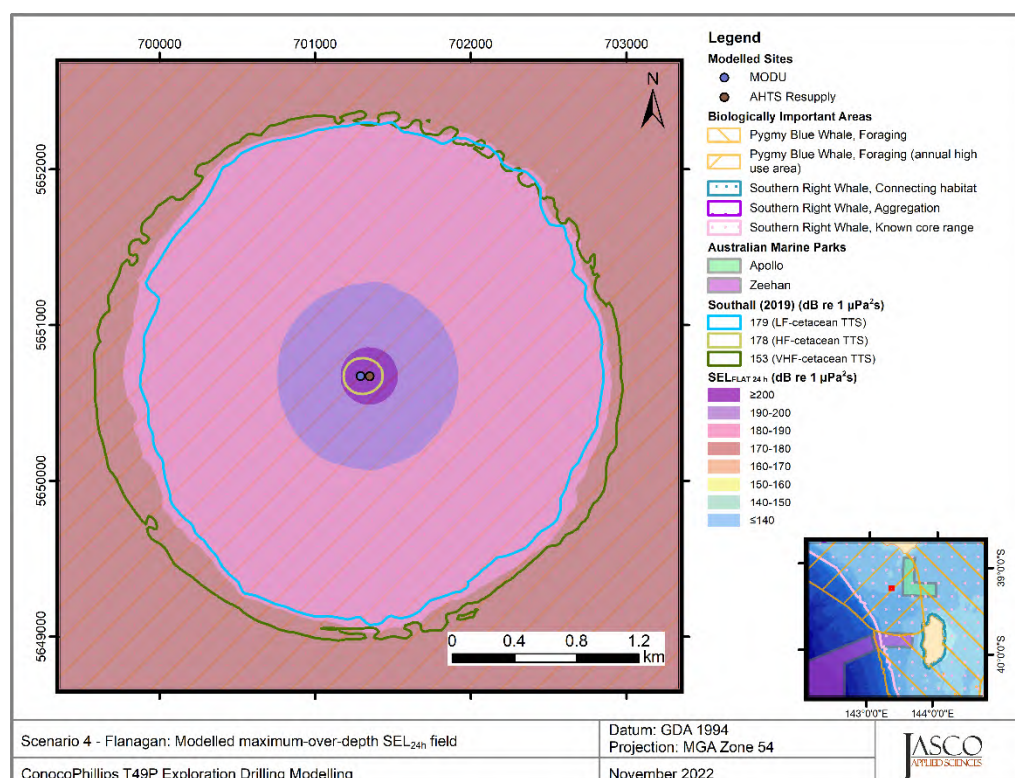 700000 701000 702000 703000
5652000
5651000
5650000
5649000
N
0 0.4 0.8 1.2
km
Legend
Modelled Sites
MODU
AHTS Resupply
Biologically Important Areas
Pygmy Blue Whale, Foraging
Pygmy Blue Whale, Foraging (annual high
use area)
Southern Right Whale, Connecting habitat
Southern Right Whale, Aggregation
Southern Right Whale, Known core range
Australian Marine Parks
Apollo
Zeehan
Southall (2019) (dB re 1 µPa²s)
179 (LF-cetacean TTS)
178 (HF-cetacean TTS)
153 (VHF-cetacean TTS)
SELFLAT 24 h (dB re 1 µPa²s)
≥200
190-200
180-190
170-180
160-170
150-160
140-150
≤140
39°0'0"S
40°0'0"S
143°0'0"E 144°0'0"E
Scenario 4 - Flanagan: Modelled maximum-over-depth SEL24h field
Datum: GDA 1994
Projection: MGA Zone 54
JASCO
APPLIED SCIENCES
ConocoPhillips T49P Exploration Drilling Modelling
November 2022